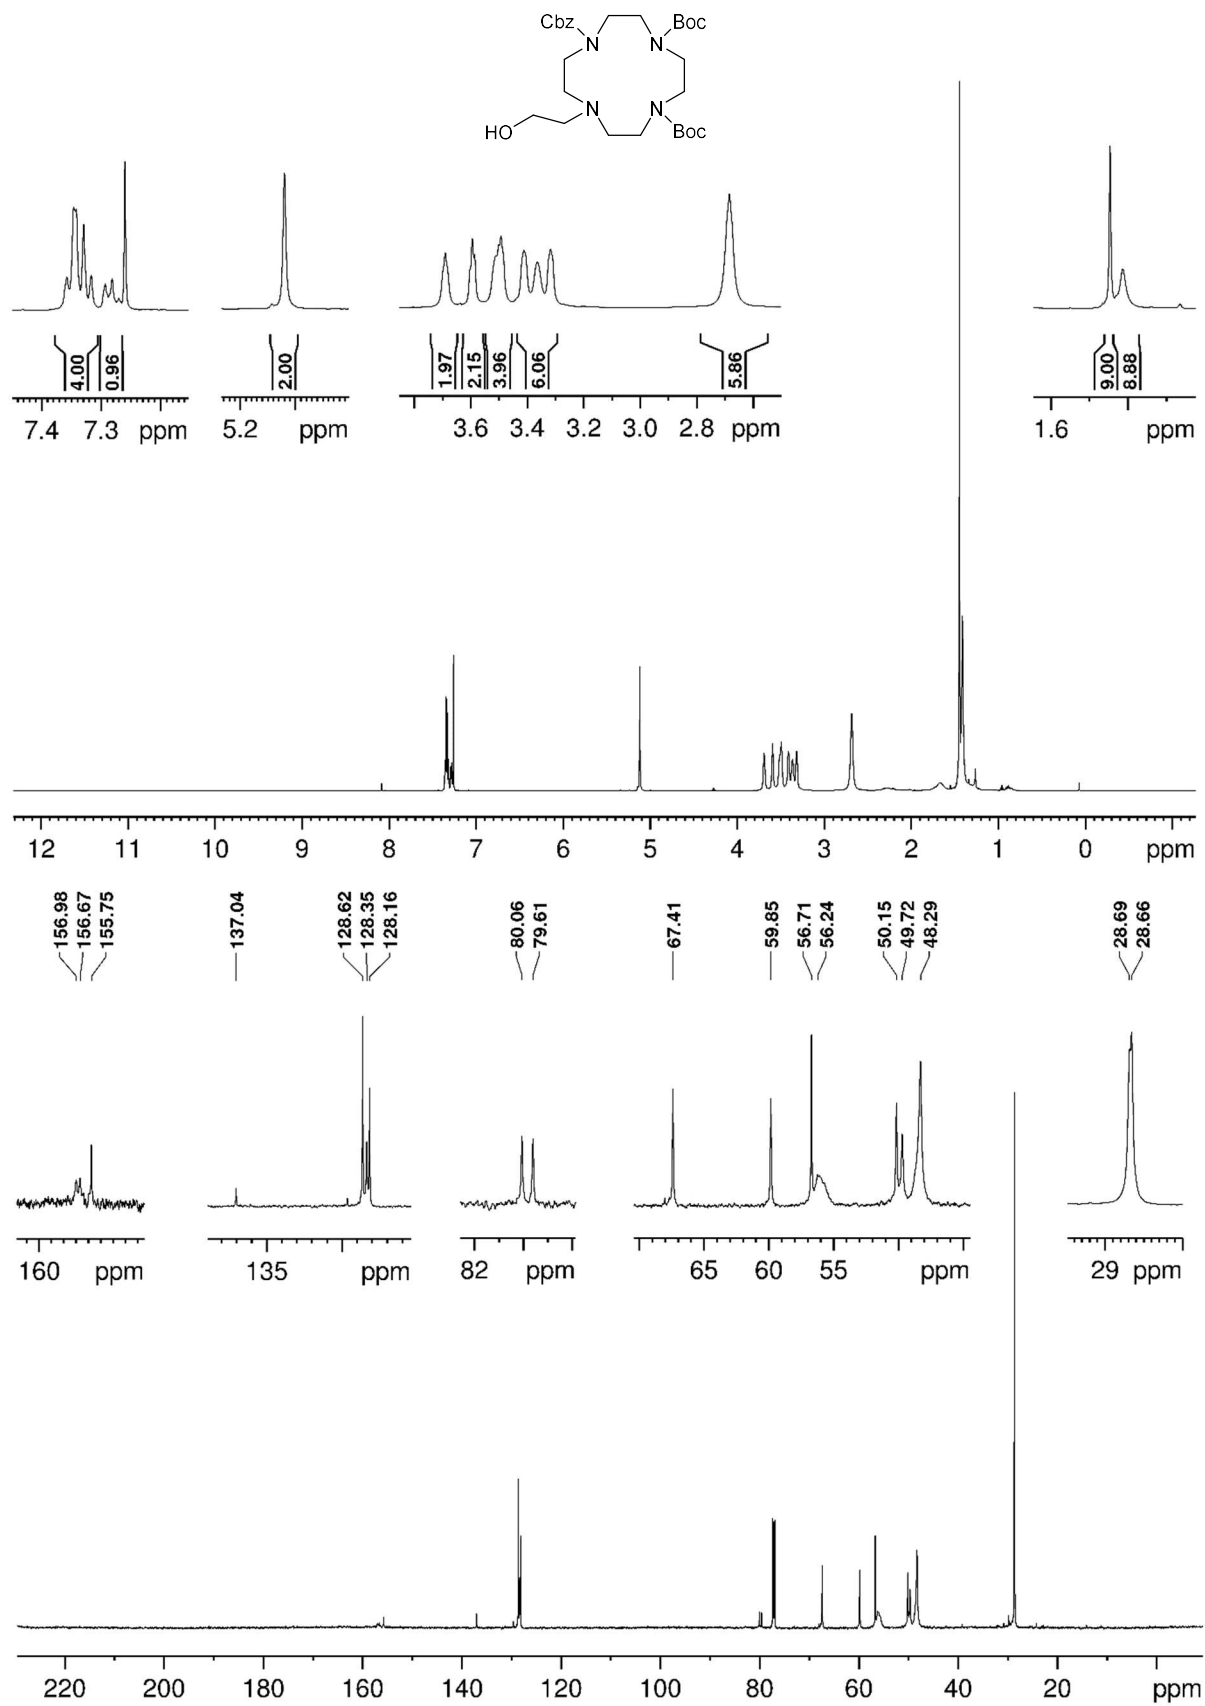 Cbz Boc
N N
N N
HO Boc
4.00 0.96 2.00 1.97 2.15 3.96 6.06 5.86 9.00 8.88
7.4 7.3 ppm 5.2 ppm 3.6 3.4 3.2 3.0 2.8 ppm 1.6 ppm
12 11 10 9 8 7 6 5 4 3 2 1 0 ppm
156.98 156.67 155.75 137.04 128.62 128.35 128.16 80.06 79.61 67.41 59.85 56.71 56.24 50.15 49.72 48.29 28.69 28.66
160 ppm 135 ppm 82 ppm 65 60 55 ppm 29 ppm
220 200 180 160 140 120 100 80 60 40 20 ppm